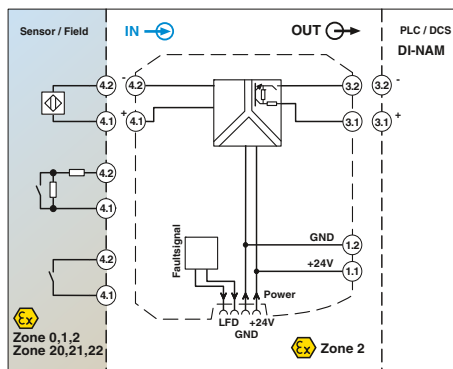 Sensor / Field
IN
OUT
PLC / DCS
DI-NAM
4.2
-
4.2
3.2
3.2
-
4.1
+
4.1
3.1
3.1
+
4.2
4.1
4.2
4.1
Faultsignal
GND
1.2
+24V
1.1
Power
LFD
+24V
GND
Ex
Zone 0,1,2
Zone 20,21,22
Ex
Zone 2